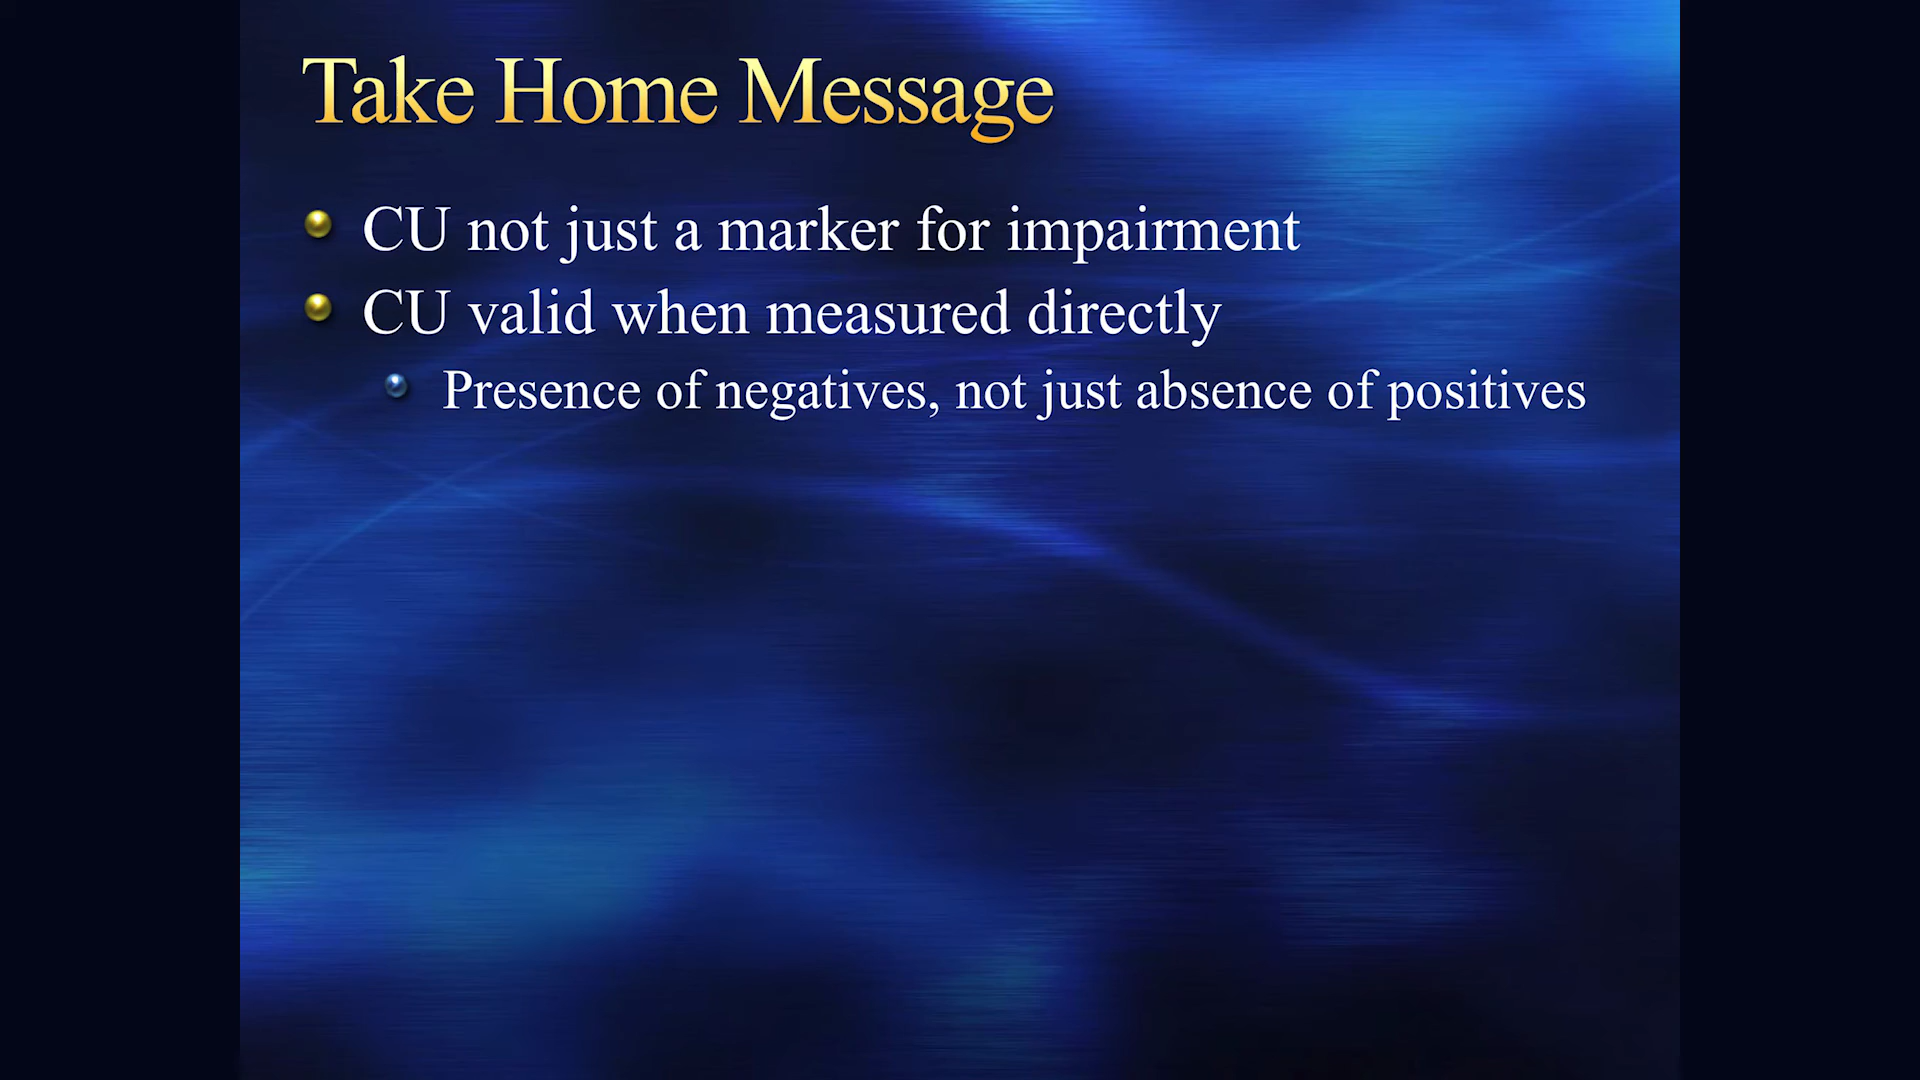 Take Home Message
CU not just a marker for impairment
CU valid when measured directly
Presence of negatives, not just absence of positives